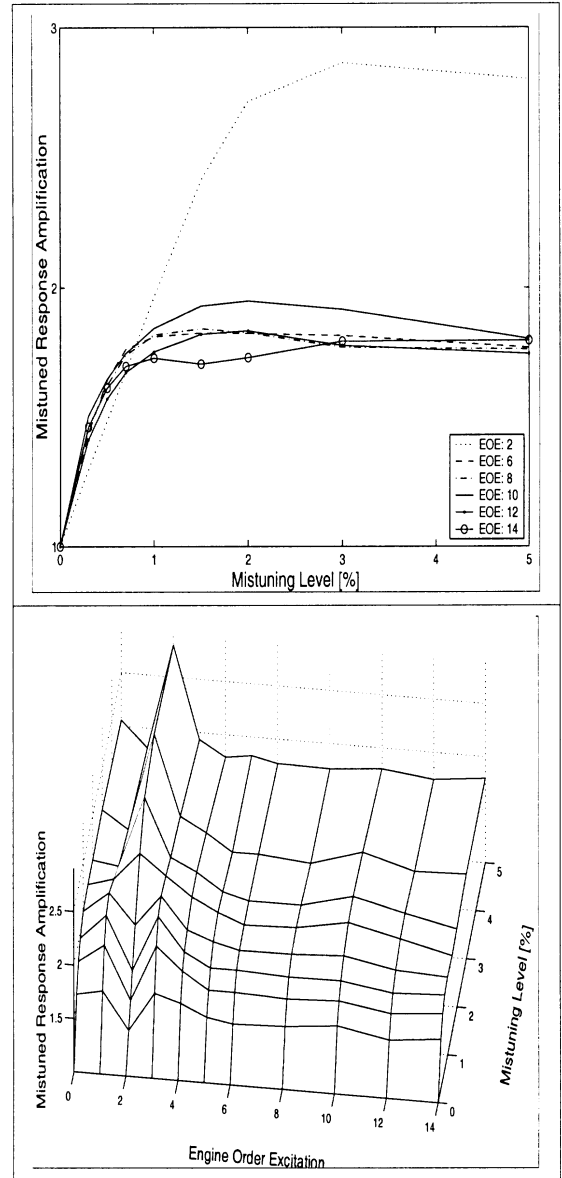 3
2
1
0
1
2
3
4
5
Mistuned Response Amplification
Mistuning Level [%]
EOE: 2
EOE: 6
EOE: 8
EOE: 10
EOE: 12
EOE: 14
Mistuned Response Amplification
2.5
2
1.5
0
2
4
6
8
10
12
14
Engine Order Excitation
0
1
2
3
4
5
Mistuning Level [%]